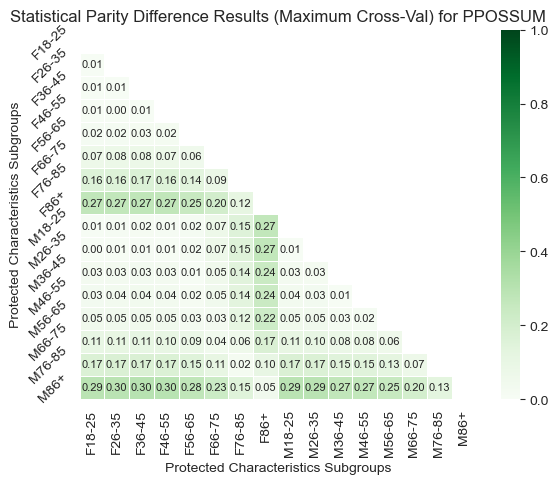 Statistical Parity Difference Results (Maximum Cross-Val) for PPOSSUM
Protected Characteristics Subgroups
F18-25
F26-35 0.01
F36-45 0.01 0.01
F46-55 0.01 0.00 0.01
F56-65 0.02 0.02 0.03 0.02
F66-75 0.07 0.08 0.08 0.07 0.06
F76-85 0.16 0.16 0.17 0.16 0.14 0.09
F86+ 0.27 0.27 0.27 0.27 0.25 0.20 0.12
M18-25 0.01 0.01 0.02 0.01 0.02 0.07 0.15 0.27
M26-35 0.00 0.01 0.01 0.01 0.02 0.07 0.15 0.27 0.01
M36-45 0.03 0.03 0.03 0.03 0.01 0.05 0.14 0.24 0.03 0.03
M46-55 0.03 0.04 0.04 0.04 0.02 0.05 0.14 0.24 0.04 0.03 0.01
M56-65 0.05 0.05 0.05 0.05 0.03 0.03 0.12 0.22 0.05 0.05 0.03 0.02
M66-75 0.11 0.11 0.11 0.10 0.09 0.04 0.06 0.17 0.11 0.11 0.08 0.08 0.06
M76-85 0.17 0.17 0.17 0.17 0.15 0.11 0.02 0.10 0.17 0.17 0.15 0.15 0.13 0.07
M86+ 0.29 0.30 0.30 0.30 0.28 0.23 0.15 0.05 0.29 0.29 0.27 0.27 0.25 0.20 0.13
F18-25 F26-35 F36-45 F46-55 F56-65 F66-75 F76-85 F86+ M18-25 M26-35 M36-45 M46-55 M56-65 M66-75 M76-85 M86+
Protected Characteristics Subgroups
1.0
0.8
0.6
0.4
0.2
0.0